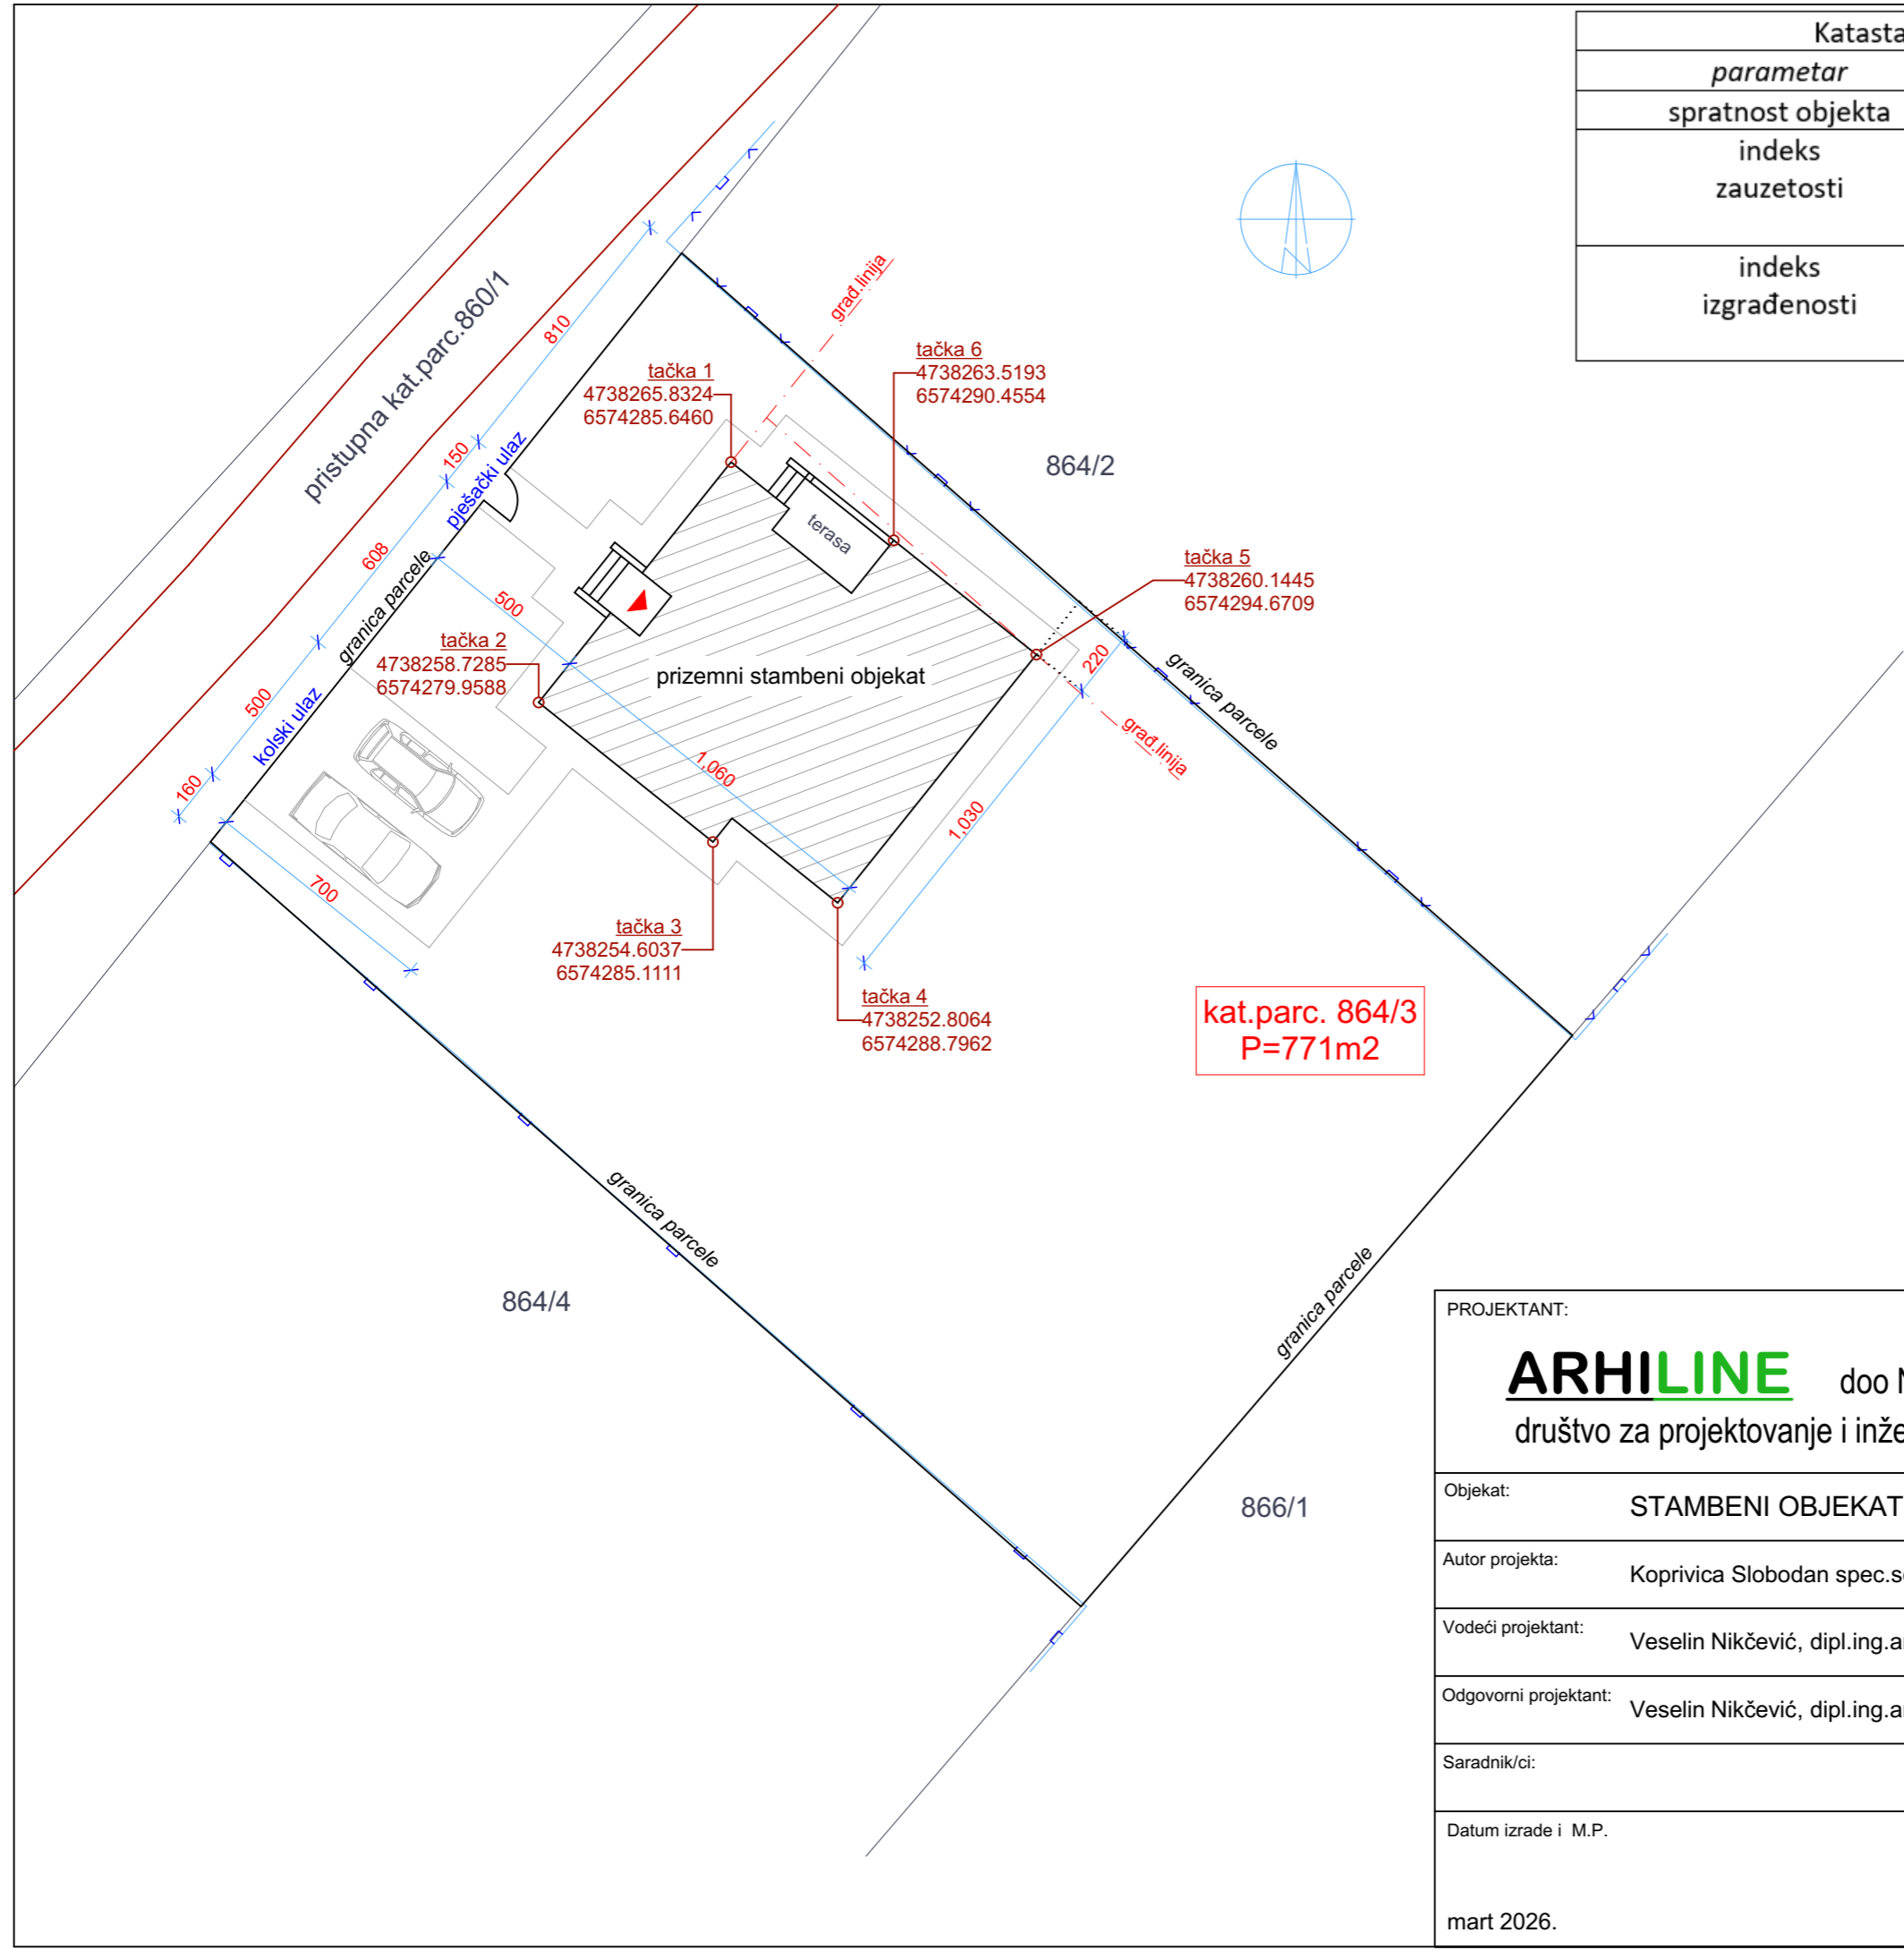 Katasta
parametar
spratnost objekta
indeks
zauzetosti
indeks
izgrađenosti
pristupna kat.parc.860/1
810
150
608
500
160
pješački ulaz
granica parcele
kolski ulaz
građ.linija
tačka 1
4738265.8324
6574285.6460
tačka 6
4738263.5193
6574290.4554
864/2
terasa
tačka 5
4738260.1445
6574294.6709
500
tačka 2
4738258.7285
6574279.9588
prizemni stambeni objekat
220
granica parcele
građ.linija
1,060
1,030
700
tačka 3
4738254.6037
6574285.1111
tačka 4
4738252.8064
6574288.7962
kat.parc. 864/3
P=771m2
granica parcele
864/4
granica parcele
866/1
PROJEKTANT:
ARHILINE doo N
društvo za projektovanje i inže
Objekat: STAMBENI OBJEKAT
Autor projekta: Koprivica Slobodan spec.s
Vodeći projektant: Veselin Nikčević, dipl.ing.a
Odgovorni projektant: Veselin Nikčević, dipl.ing.a
Saradnik/ci:
Datum izrade i M.P.
mart 2026.